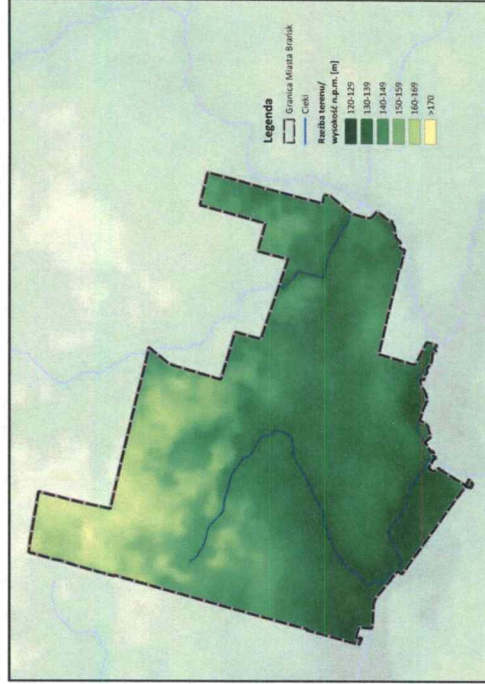 Legenda
Granica Miasta Brańsk
Cieki
Rzeźba terenu/
wysokość n.p.m. [m]
120-129
130-139
140-149
150-159
160-169
>170